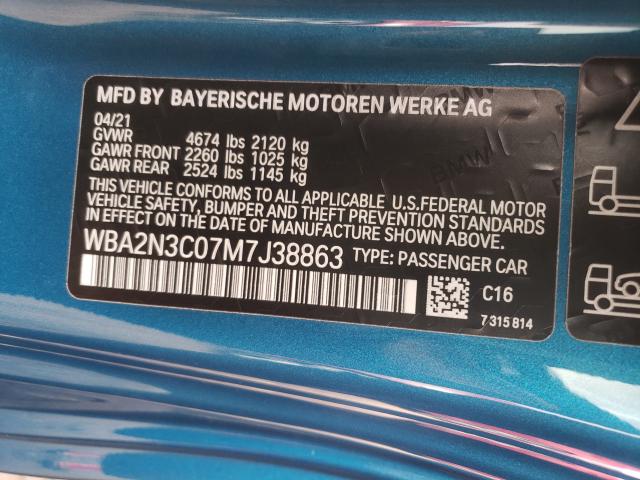 MFD BY BAYERISCHE MOTOREN WERKE AG
04/21
GVWR 4674 lbs 2120 kg
GAWR FRONT 2260 lbs 1025 kg
GAWR REAR 2524 lbs 1145 kg
THIS VEHICLE CONFORMS TO ALL APPLICABLE U.S.FEDERAL MOTOR
VEHICLE SAFETY, BUMPER AND THEFT PREVENTION STANDARDS
IN EFFECT ON THE DATE OF MANUFACTURE SHOWN ABOVE.
WBA2N3C07M7J38863 TYPE: PASSENGER CAR
C16
7 315 814
BMW